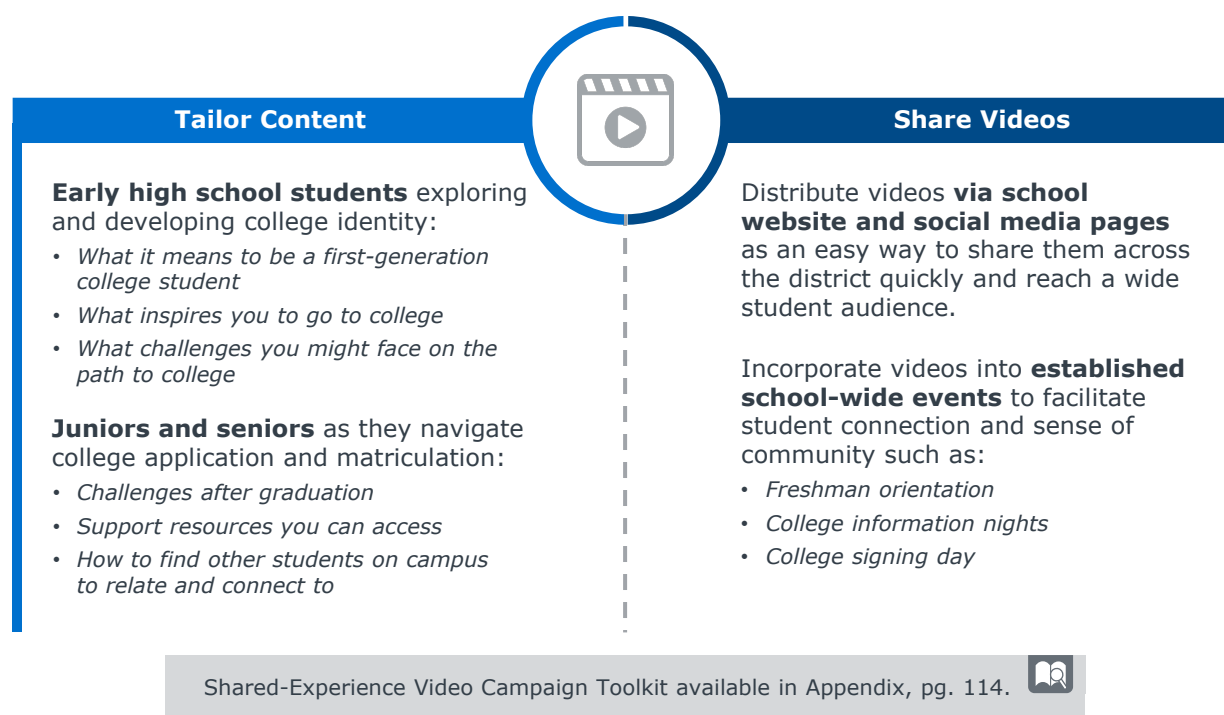 Tailor Content
Early high school students exploring
and developing college identity:
• What it means to be a first-generation
college student
• What inspires you to go to college
• What challenges you might face on the
path to college
Juniors and seniors as they navigate
college application and matriculation:
• Challenges after graduation
• Support resources you can access
• How to find other students on campus
to relate and connect to
Share Videos
Distribute videos via school
website and social media pages
as an easy way to share them across
the district quickly and reach a wide
student audience.
Incorporate videos into established
school-wide events to facilitate
student connection and sense of
community such as:
• Freshman orientation
• College information nights
• College signing day
Shared-Experience Video Campaign Toolkit available in Appendix, pg. 114.